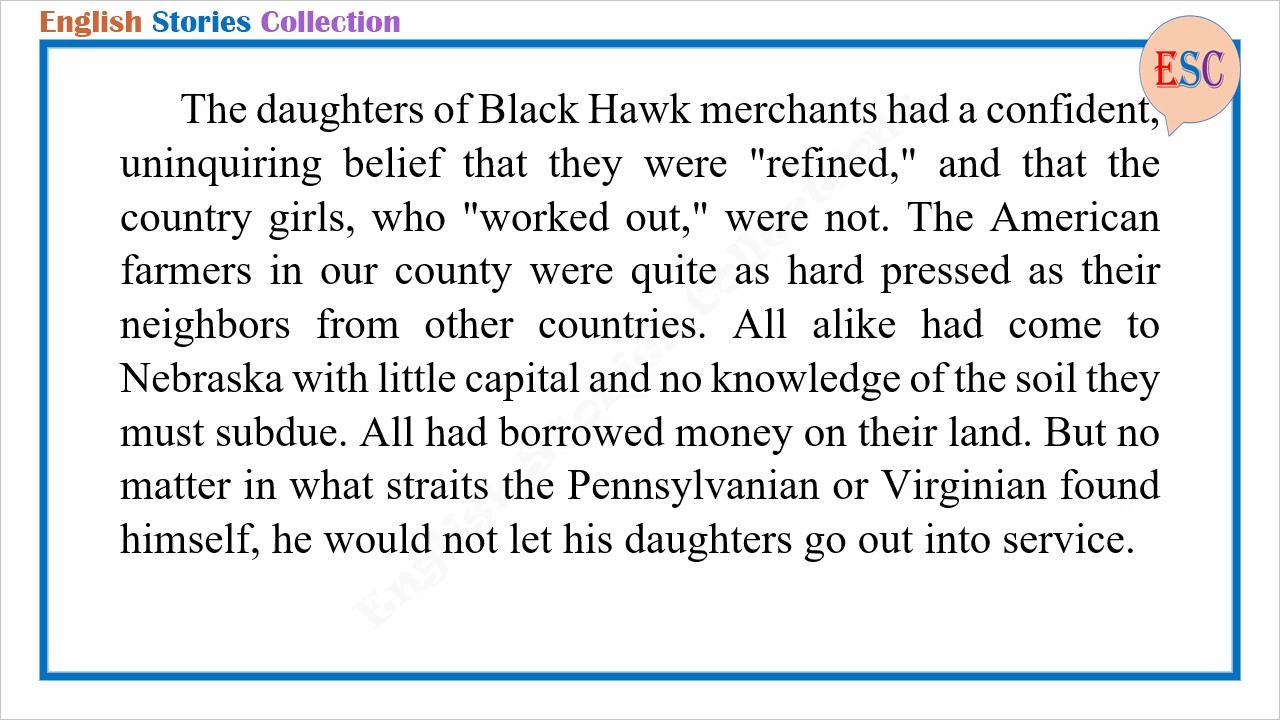 English Stories Collection
ESC
The daughters of Black Hawk merchants had a confident,
uninquiring belief that they were "refined," and that the
country girls, who "worked out," were not. The American
farmers in our county were quite as hard pressed as their
neighbors from other countries. All alike had come to
Nebraska with little capital and no knowledge of the soil they
must subdue. All had borrowed money on their land. But no
matter in what straits the Pennsylvanian or Virginian found
himself, he would not let his daughters go out into service.
English Stories Collection